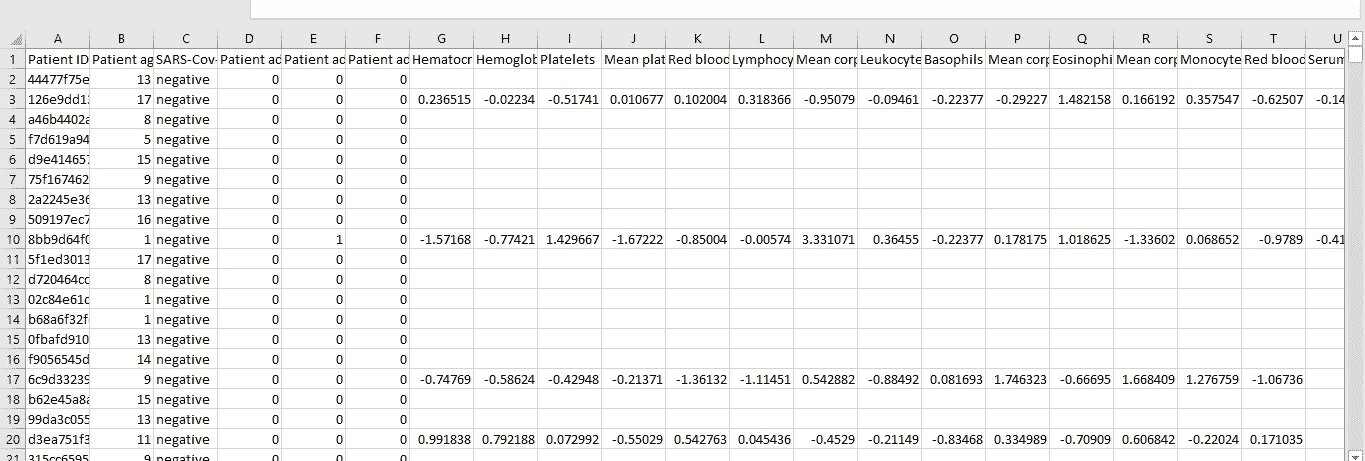 A B C D E F G H I J K L M N O P Q R S T U
1 Patient ID Patient ag SARS-Cov- Patient ad Patient ad Patient ad Hematocr Hemoglob Platelets Mean plat Red blood Lymphocy Mean corp Leukocyte Basophils Mean corp Eosinophi Mean corp Monocyte Red blood Serum
2 44477f75e 13 negative 0 0 0
3 126e9dd13 17 negative 0 0 0 0.236515 -0.02234 -0.51741 0.010677 0.102004 0.318366 -0.95079 -0.09461 -0.22377 -0.29227 1.482158 0.166192 0.357547 -0.62507 -0.14
4 a46b4402a 8 negative 0 0 0
5 f7d619a94 5 negative 0 0 0
6 d9e414657 15 negative 0 0 0
7 75f167462 9 negative 0 0 0
8 2a2245e36 13 negative 0 0 0
9 509197ec7 16 negative 0 0 0
10 8bb9d64f0 1 negative 0 1 0 -1.57168 -0.77421 1.429667 -1.67222 -0.85004 -0.00574 3.331071 0.36455 -0.22377 0.178175 1.018625 -1.33602 0.068652 -0.9789 -0.41
11 5f1ed3013 17 negative 0 0 0
12 d720464cc 8 negative 0 0 0
13 02c84e61c 1 negative 0 0 0
14 b68a6f32f 1 negative 0 0 0
15 0fbafd910 13 negative 0 0 0
16 f9056545d 14 negative 0 0 0
17 6c9d33239 9 negative 0 0 0 -0.74769 -0.58624 -0.42948 -0.21371 -1.36132 -1.11451 0.542882 -0.88492 0.081693 1.746323 -0.66695 1.668409 1.276759 -1.06736
18 b62e45a8a 15 negative 0 0 0
19 99da3c055 13 negative 0 0 0
20 d3ea751f3 11 negative 0 0 0 0.991838 0.792188 0.072992 -0.55029 0.542763 0.045436 -0.4529 -0.21149 -0.83468 0.334989 -0.70909 0.606842 -0.22024 0.171035
21 315cc6595 9 negative 0 0 0